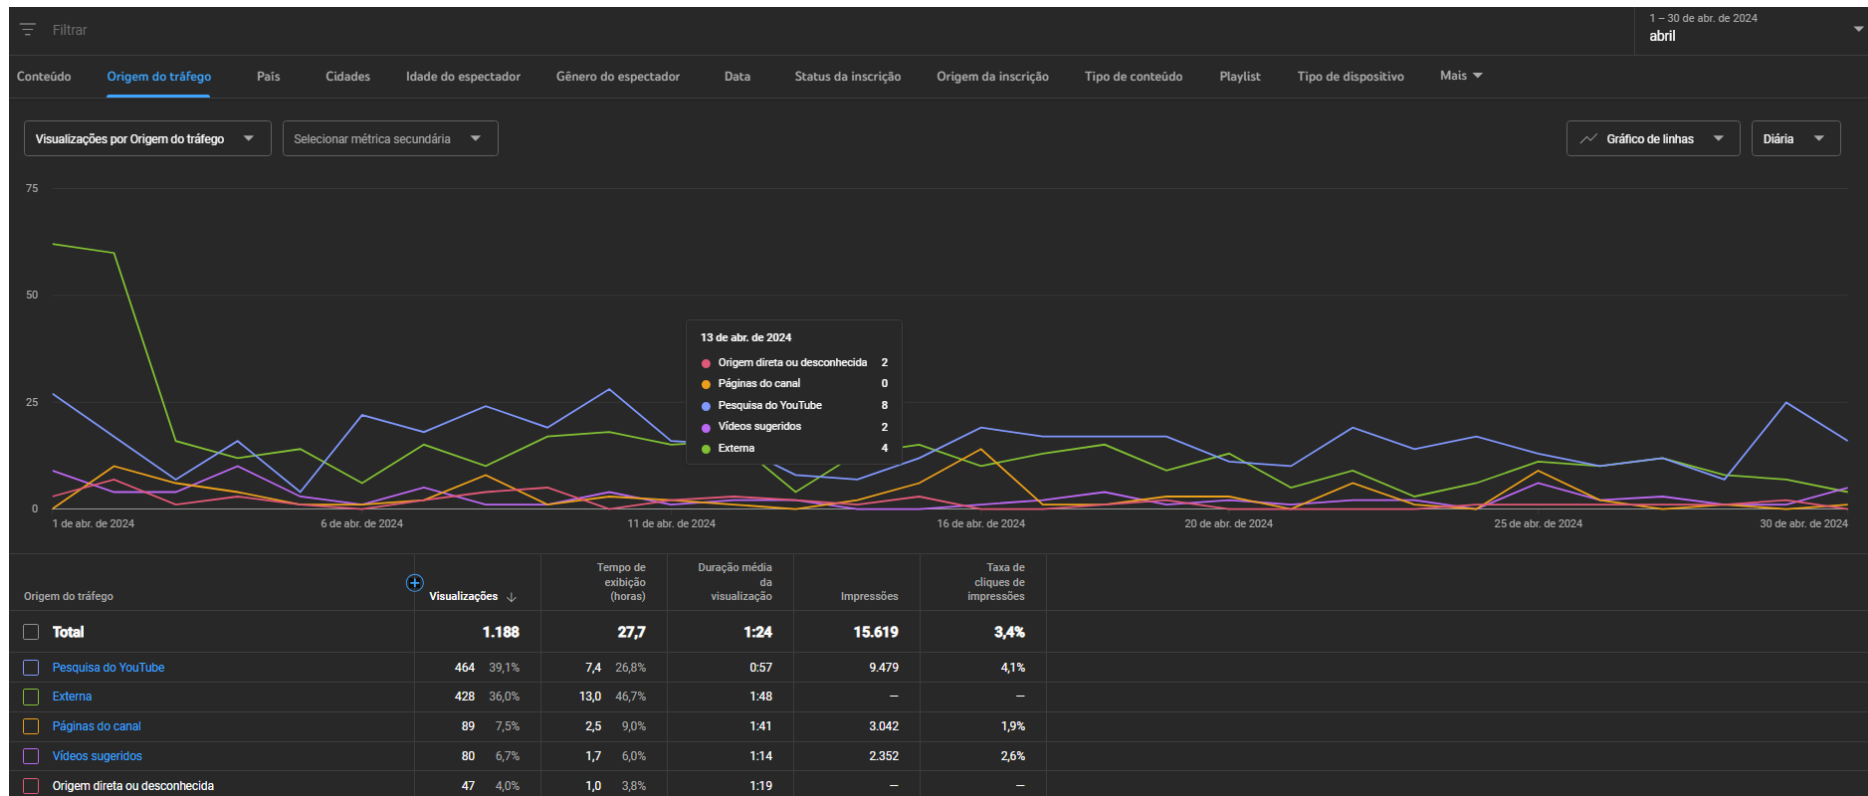 Filtrar
1 – 30 de abr. de 2024
abril
Conteúdo Origem do tráfego País Cidades Idade do espectador Gênero do espectador Data Status da inscrição Origem da inscrição Tipo de conteúdo Playlist Tipo de dispositivo Mais
Visualizações por Origem do tráfego Selecionar métrica secundária Gráfico de linhas Diária
75
50
25
0
13 de abr. de 2024
Origem direta ou desconhecida 2
Páginas do canal 0
Pesquisa do YouTube 8
Vídeos sugeridos 2
Externa 4
1 de abr. de 2024 6 de abr. de 2024 11 de abr. de 2024 16 de abr. de 2024 20 de abr. de 2024 25 de abr. de 2024 30 de abr. de 2024
Origem do tráfego
Visualizações
Tempo de
exibição
(horas)
Duração média
da
visualização
Impressões
Taxa de
cliques de
impressões
Total 1.188 27,7 1:24 15.619 3,4%
Pesquisa do YouTube 464 39,1% 7,4 26,8% 0:57 9.479 4,1%
Externa 428 36,0% 13,0 46,7% 1:48 — —
Páginas do canal 89 7,5% 2,5 9,0% 1:41 3.042 1,9%
Vídeos sugeridos 80 6,7% 1,7 6,0% 1:14 2.352 2,6%
Origem direta ou desconhecida 47 4,0% 1,0 3,8% 1:19 — —